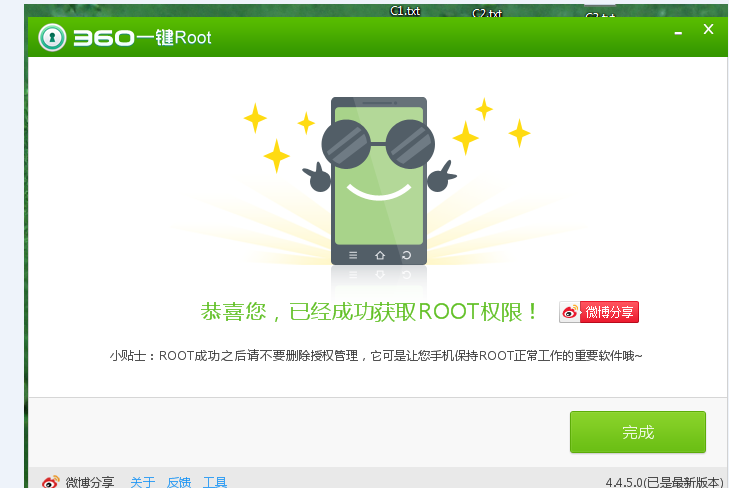 C1.txt
C2.txt
C3.txt
360一键Root
恭喜您，已经成功获取ROOT权限！
微博分享
小贴士：ROOT成功之后请不要删除授权管理，它可是让您手机保持ROOT正常工作的重要软件哦~
完成
微博分享 关于 反馈 工具 4.4.5.0(已是最新版本)